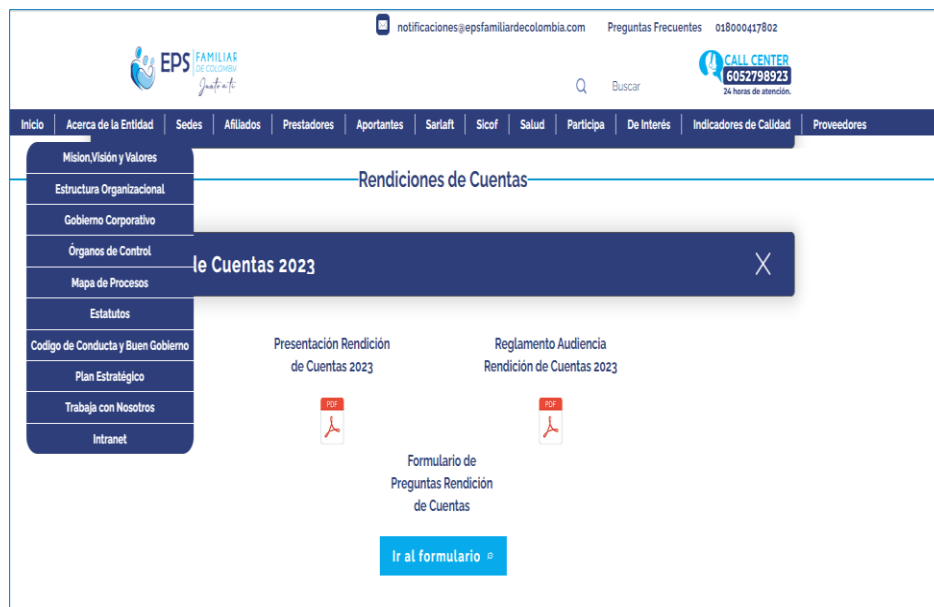 notificaciones@epsfamiliardecolombia.com Preguntas Frecuentes 018000417802
EPS FAMILIAR
DE COLOMBIA
Junto a ti
CALL CENTER
6052798923
24 horas de atención.
Buscar
Inicio Acerca de la Entidad Sedes Afiliados Prestadores Aportantes Sarlaft Sicof Salud Participa De Interés Indicadores de Calidad Proveedores
Mision,Visión y Valores
Estructura Organizacional
Gobierno Corporativo
Órganos de Control
Mapa de Procesos
Estatutos
Codigo de Conducta y Buen Gobierno
Plan Estratégico
Trabaja con Nosotros
Intranet
Rendiciones de Cuentas
de Cuentas 2023
X
Presentación Rendición
de Cuentas 2023
PDF
Reglamento Audiencia
Rendición de Cuentas 2023
PDF
Formulario de
Preguntas Rendición
de Cuentas
Ir al formulario